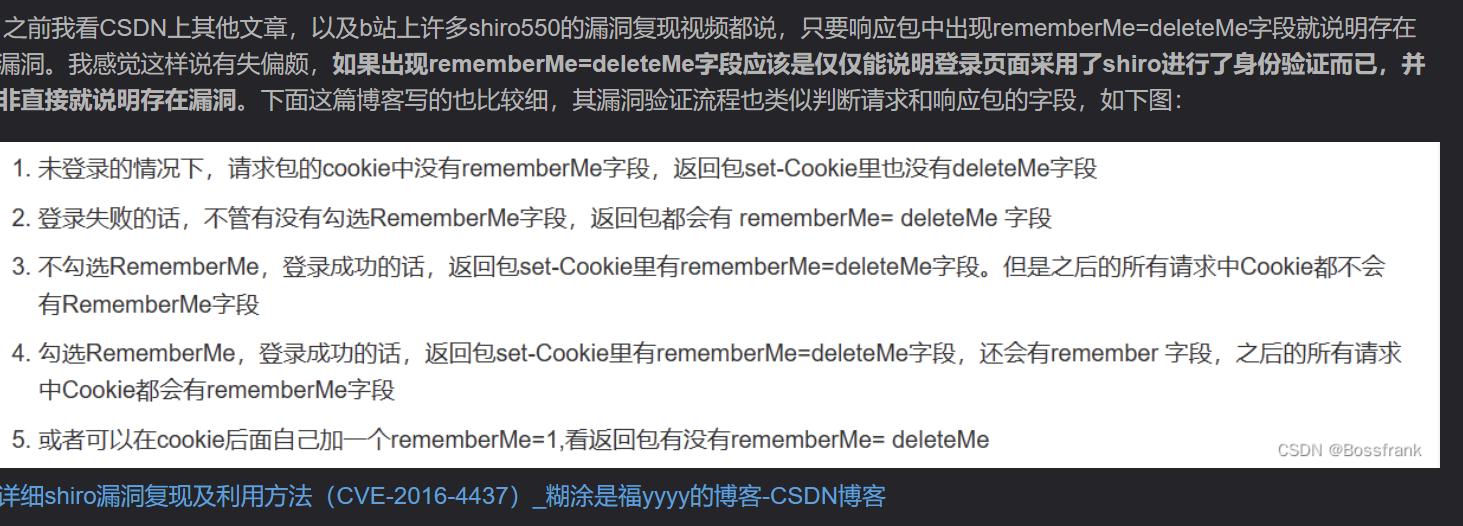 之前我看CSDN上其他文章，以及b站上许多shiro550的漏洞复现视频都说，只要响应包中出现rememberMe=deleteMe字段就说明存在
漏洞。我感觉这样说有失偏颇，如果出现rememberMe=deleteMe字段应该是仅仅能说明登录页面采用了shiro进行了身份验证而已，并
非直接就说明存在漏洞。下面这篇博客写的也比较细，其漏洞验证流程也类似判断请求和响应包的字段，如下图：
1. 未登录的情况下，请求包的cookie中没有rememberMe字段，返回包set-Cookie里也没有deleteMe字段
2. 登录失败的话，不管有没有勾选RememberMe字段，返回包都会有 rememberMe= deleteMe 字段
3. 不勾选RememberMe，登录成功的话，返回包set-Cookie里有rememberMe=deleteMe字段。但是之后的所有请求中Cookie都不会
有RememberMe字段
4. 勾选RememberMe，登录成功的话，返回包set-Cookie里有rememberMe=deleteMe字段，还会有remember 字段，之后的所有请求
中Cookie都会有rememberMe字段
5. 或者可以在cookie后面自己加一个rememberMe=1,看返回包有没有rememberMe= deleteMe
CSDN @Bossfrank
详细shiro漏洞复现及利用方法（CVE-2016-4437）_糊涂是福yyyy的博客-CSDN博客